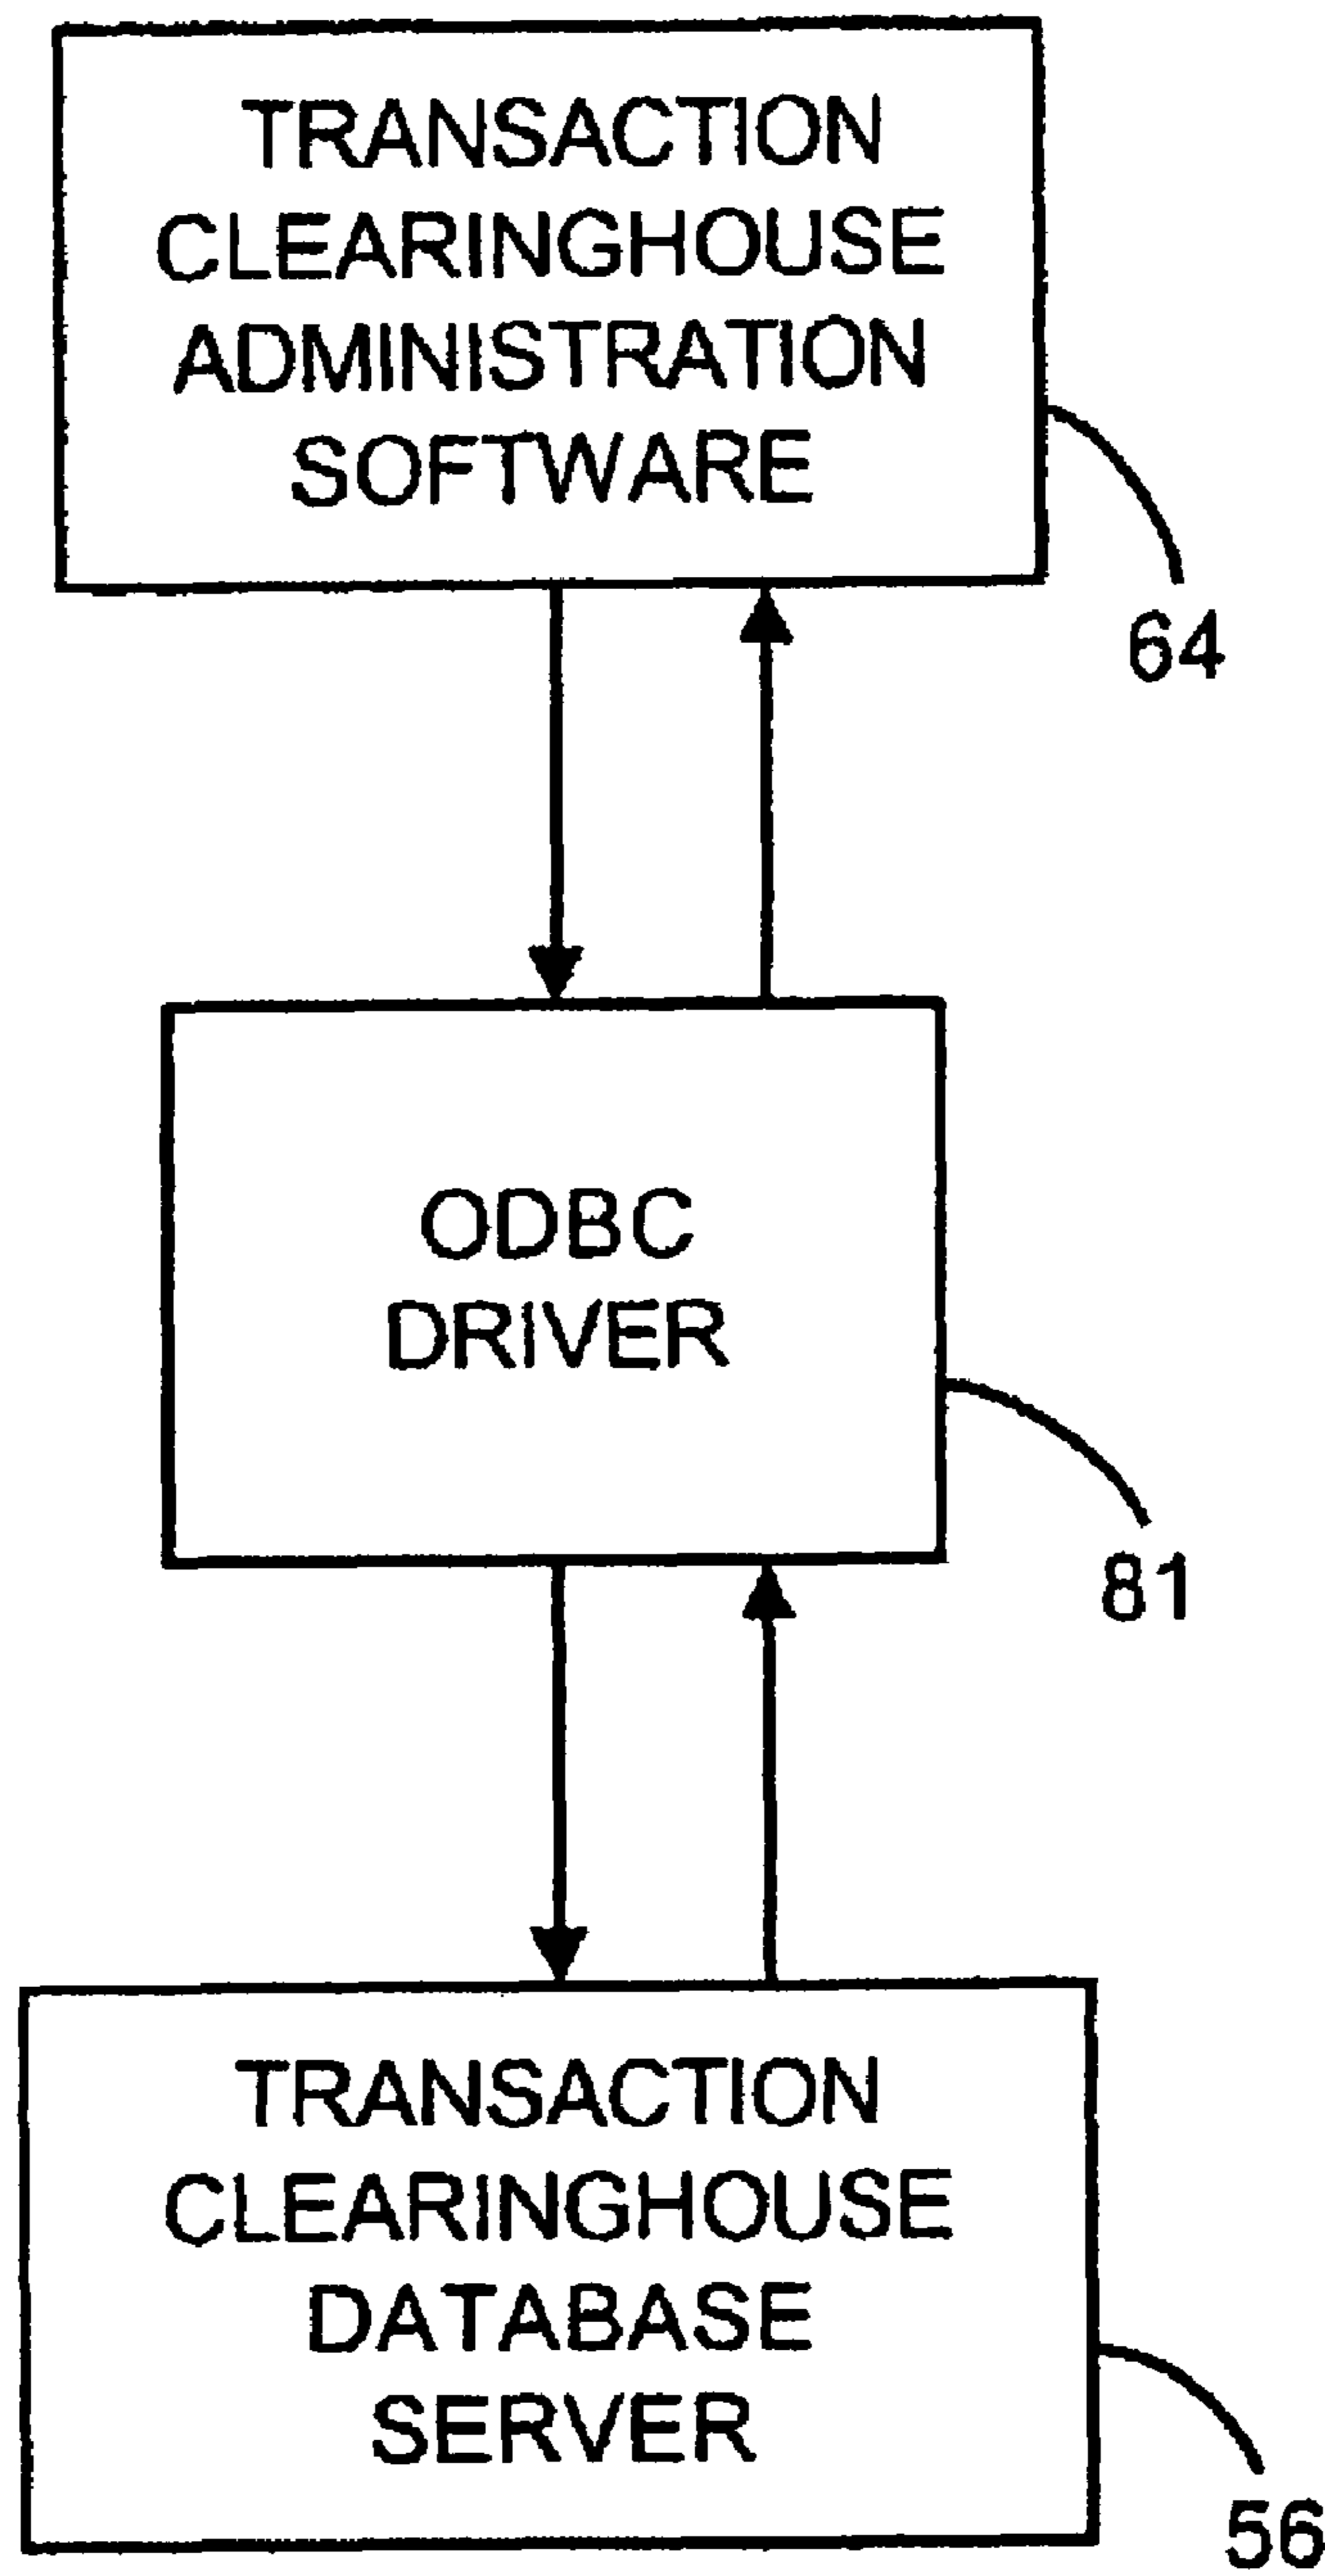 TRANSACTION
CLEARINGHOUSE
ADMINISTRATION
SOFTWARE
64
ODBC
DRIVER
81
TRANSACTION
CLEARINGHOUSE
DATABASE
SERVER
56